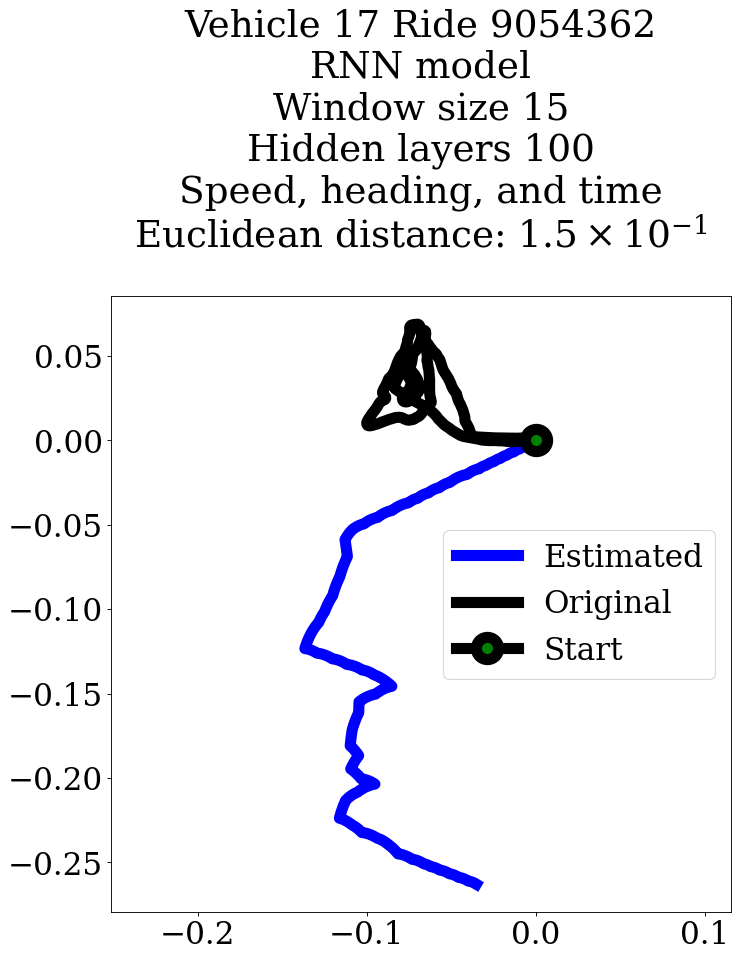 Vehicle 17 Ride 9054362
RNN model
Window size 15
Hidden layers 100
Speed, heading, and time
Euclidean distance: 1.5 × 10⁻¹
0.05
0.00
−0.05
−0.10
−0.15
−0.20
−0.25
Estimated
Original
Start
−0.2 −0.1 0.0 0.1